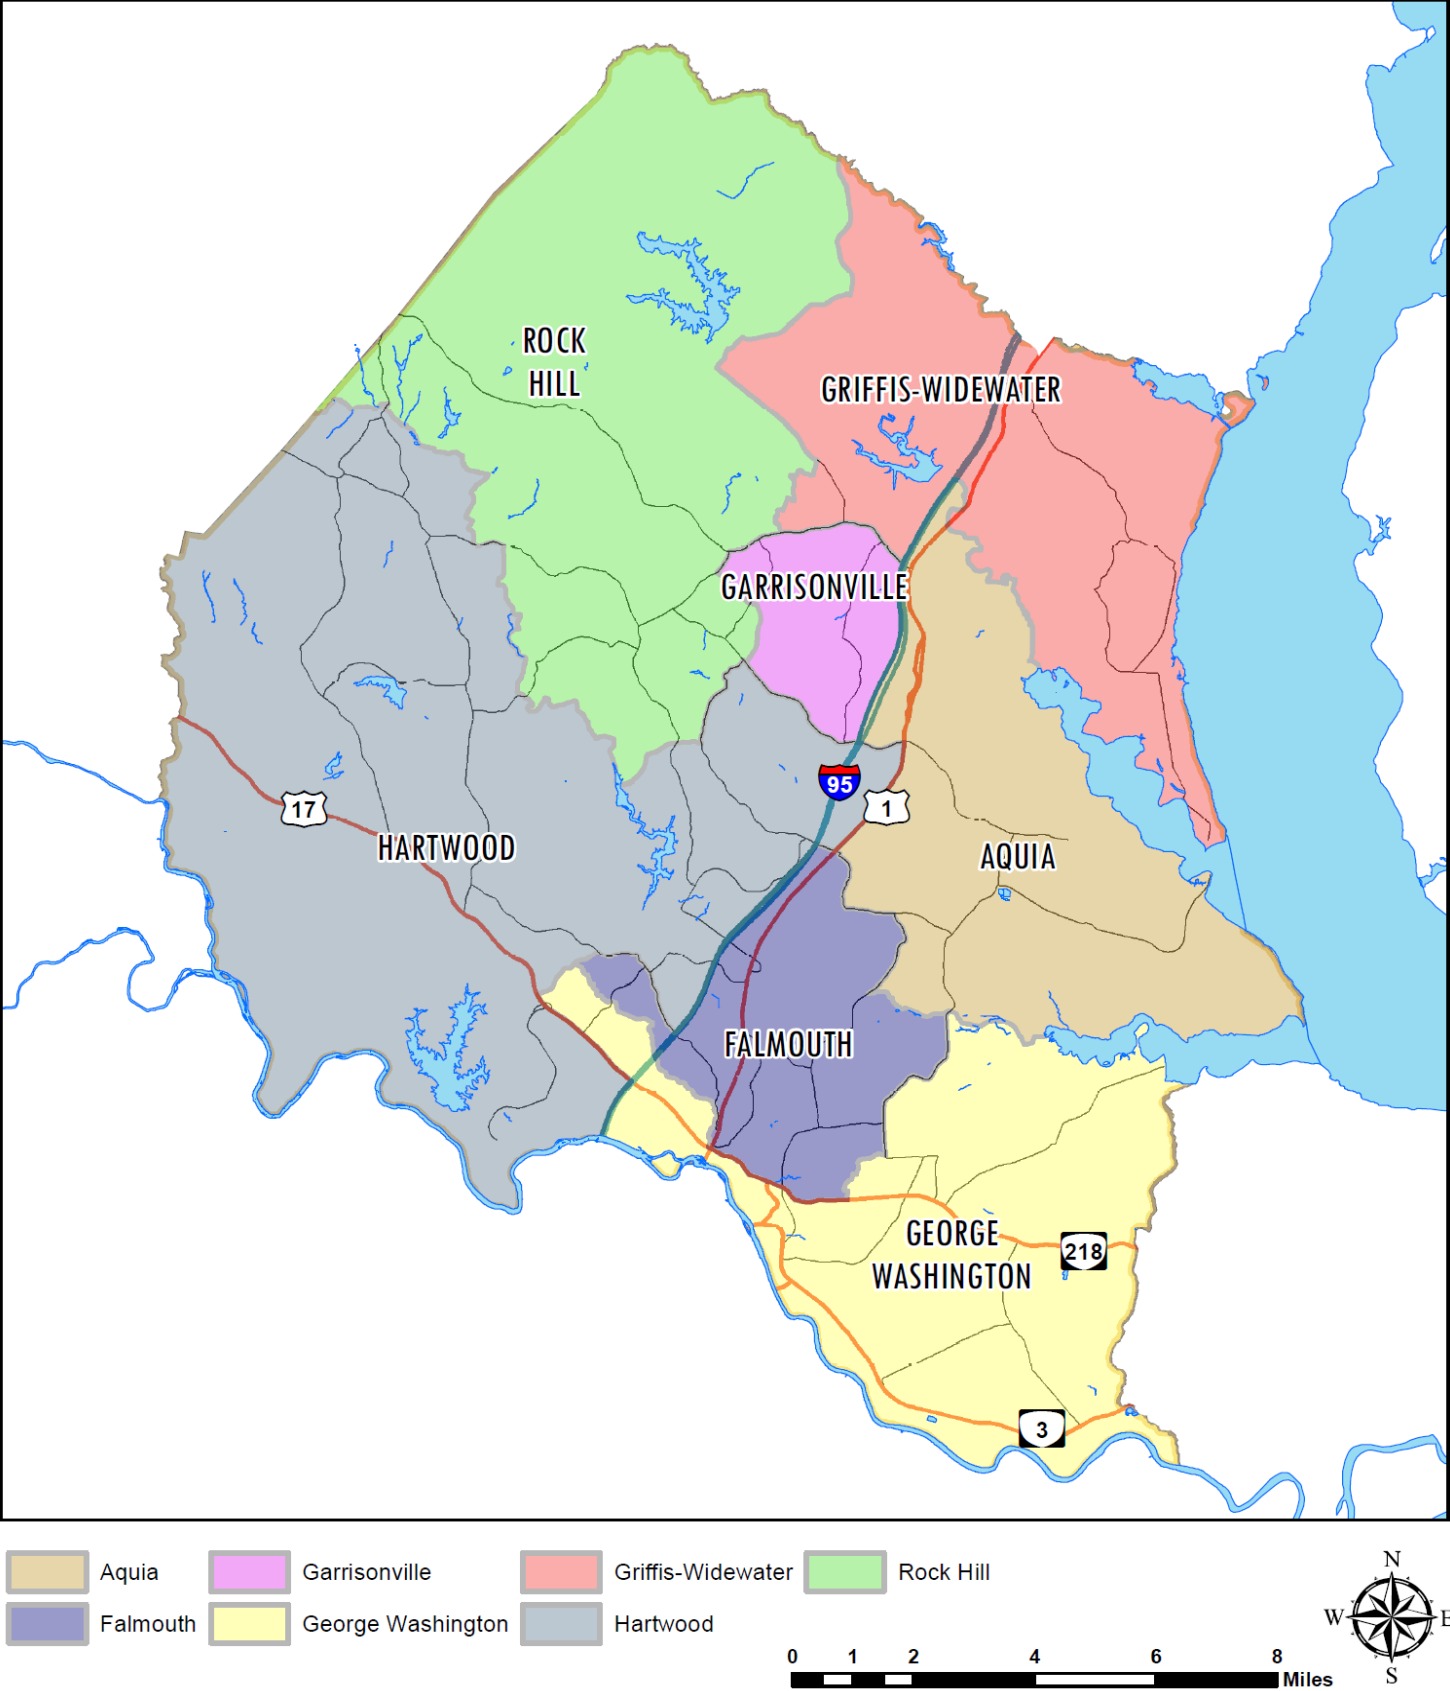 ROCK
HILL
GRIFFIS-WIDEWATER
GARRISONVILLE
95
17
1
HARTWOOD
AQUIA
FALMOUTH
GEORGE
WASHINGTON
218
3
Aquia
Garrisonville
Griffis-Widewater
Rock Hill
Falmouth
George Washington
Hartwood
N
W
E
S
0 1 2 4 6 8
Miles